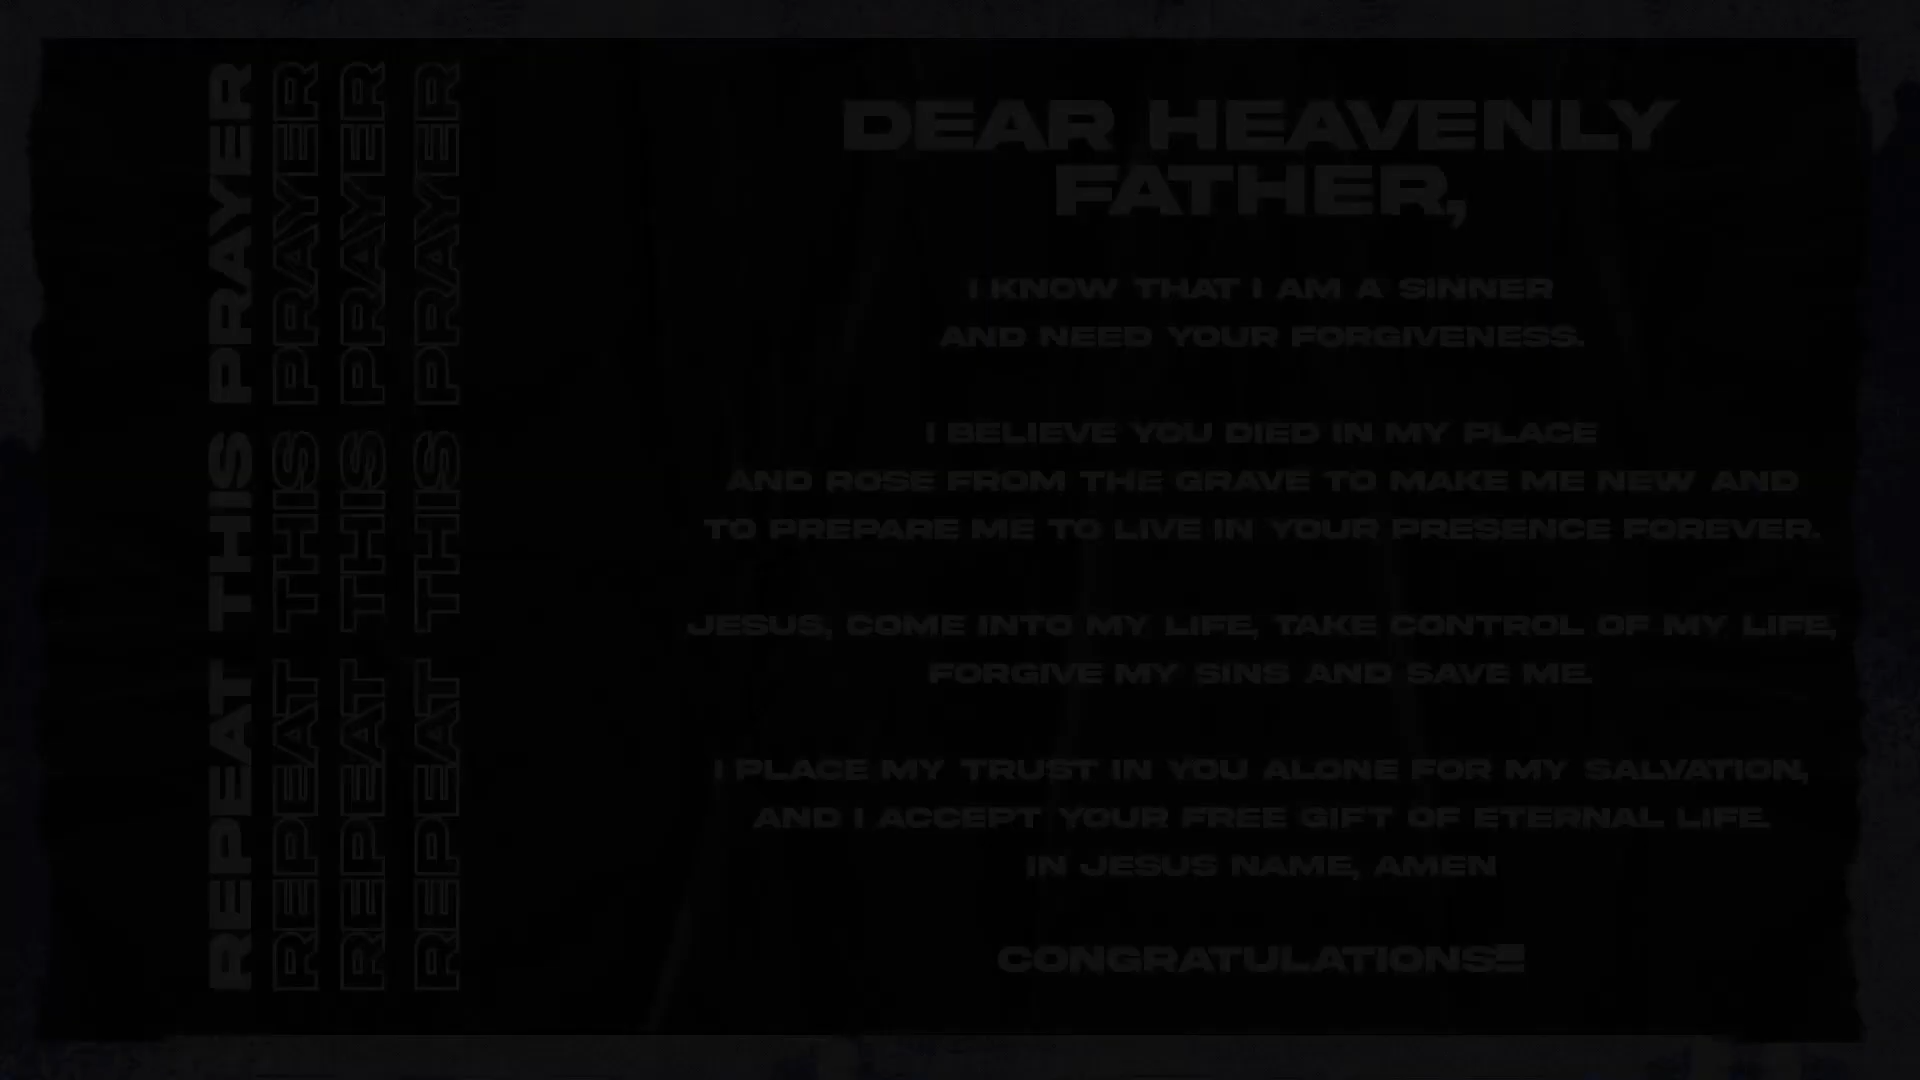 REPEAT THIS PRAYER
REPEAT THIS PRAYER
REPEAT THIS PRAYER
REPEAT THIS PRAYER
DEAR HEAVENLY
FATHER,
I KNOW THAT I AM A SINNER
AND NEED YOUR FORGIVENESS.
I BELIEVE YOU DIED IN MY PLACE
AND ROSE FROM THE GRAVE TO MAKE ME NEW AND
TO PREPARE ME TO LIVE IN YOUR PRESENCE FOREVER.
JESUS, COME INTO MY LIFE, TAKE CONTROL OF MY LIFE,
FORGIVE MY SINS AND SAVE ME.
I PLACE MY TRUST IN YOU ALONE FOR MY SALVATION,
AND I ACCEPT YOUR FREE GIFT OF ETERNAL LIFE.
IN JESUS NAME, AMEN
CONGRATULATIONS!!